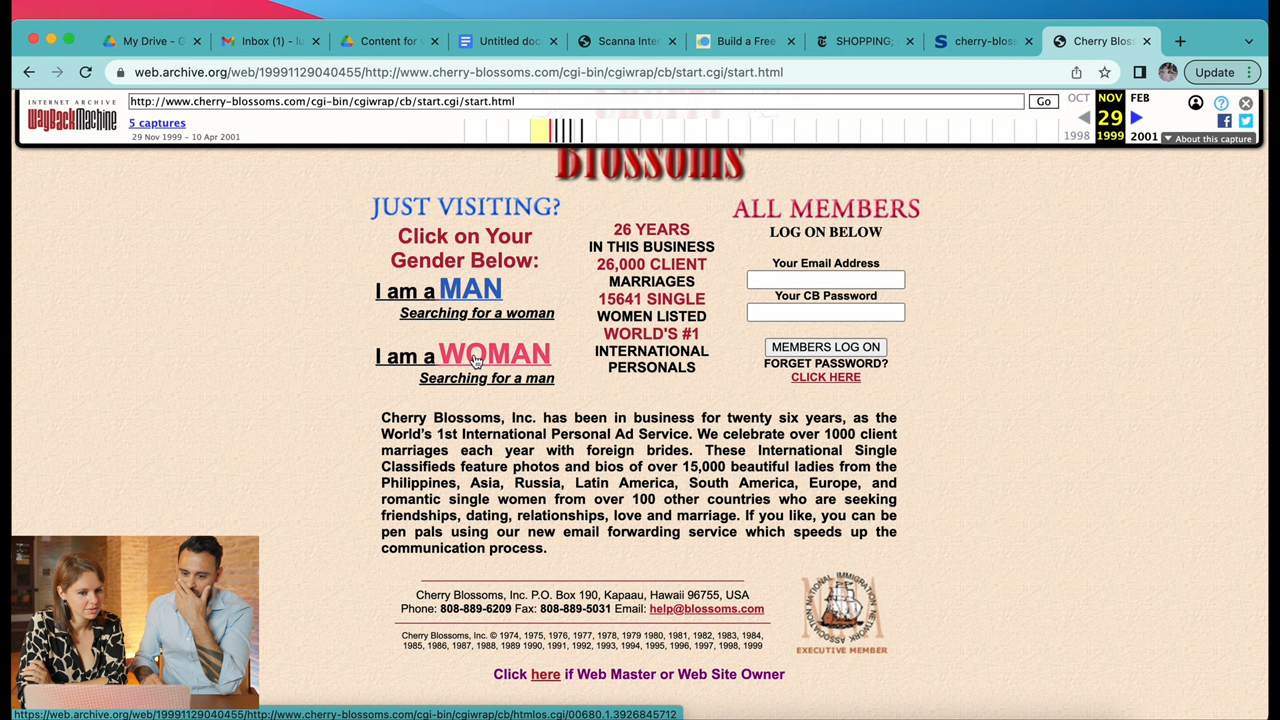 My Drive - G
Inbox (1) - lu
Content for
Untitled doc
Scanna Inte
Build a Free
SHOPPING;
cherry-bloss
Cherry Blos
web.archive.org/web/19991129040455/http://www.cherry-blossoms.com/cgi-bin/cgiwrap/cb/start.cgi/start.html
Update
INTERNET ARCHIVE
WayBackMachine
http://www.cherry-blossoms.com/cgi-bin/cgiwrap/cb/start.cgi/start.html
Go
OCT NOV FEB
5 captures
29
29 Nov 1999 – 10 Apr 2001
1998 1999 2001
About this capture
Blossoms
JUST VISITING?
Click on Your
Gender Below:
I am a MAN
Searching for a woman
I am a WOMAN
Searching for a man
26 YEARS
IN THIS BUSINESS
26,000 CLIENT
MARRIAGES
15641 SINGLE
WOMEN LISTED
WORLD'S #1
INTERNATIONAL
PERSONALS
ALL MEMBERS
LOG ON BELOW
Your Email Address
Your CB Password
MEMBERS LOG ON
FORGET PASSWORD?
CLICK HERE
Cherry Blossoms, Inc. has been in business for twenty six years, as the
World's 1st International Personal Ad Service. We celebrate over 1000 client
marriages each year with foreign brides. These International Single
Classifieds feature photos and bios of over 15,000 beautiful ladies from the
Philippines, Asia, Russia, Latin America, South America, Europe, and
romantic single women from over 100 other countries who are seeking
friendships, dating, relationships, love and marriage. If you like, you can be
pen pals using our new email forwarding service which speeds up the
communication process.
Cherry Blossoms, Inc. P.O. Box 190, Kapaau, Hawaii 96755, USA
Phone: 808-889-6209 Fax: 808-889-5031 Email: help@blossoms.com
Cherry Blossoms, Inc. © 1974, 1975, 1976, 1977, 1978, 1979 1980, 1981, 1982, 1983, 1984,
1985, 1986, 1987, 1988, 1989 1990, 1991, 1992, 1993, 1994, 1995, 1996, 1997, 1998, 1999
NATIONAL IMMIGRATION NETWORK ASSOCIATION
EXECUTIVE MEMBER
Click here if Web Master or Web Site Owner
https://web.archive.org/web/19991129040455/http://www.cherry-blossoms.com/cgi-bin/cgiwrap/cb/htmlos.cgi/00680.1.3926845712